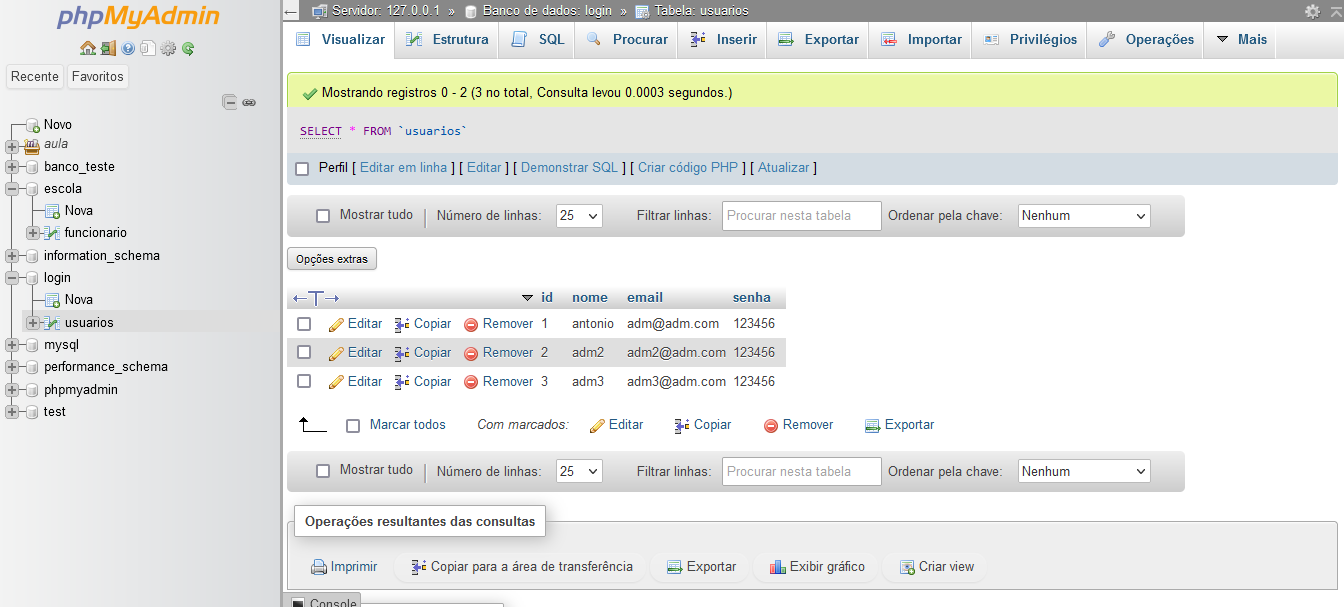 phpMyAdmin
Recente Favoritos
Novo
aula
banco_teste
escola
Nova
funcionario
information_schema
login
Nova
usuarios
mysql
performance_schema
phpmyadmin
test
Servidor: 127.0.0.1 » Banco de dados: login » Tabela: usuarios
Visualizar Estrutura SQL Procurar Inserir Exportar Importar Privilégios Operações Mais
Mostrando registros 0 - 2 (3 no total, Consulta levou 0.0003 segundos.)
SELECT * FROM `usuarios`
Perfil [ Editar em linha ] [ Editar ] [ Demonstrar SQL ] [ Criar código PHP ] [ Atualizar ]
Mostrar tudo Número de linhas: 25 Filtrar linhas: Procurar nesta tabela Ordenar pela chave: Nenhum
Opções extras
←T→ id nome email senha
Editar Copiar Remover 1 antonio adm@adm.com 123456
Editar Copiar Remover 2 adm2 adm2@adm.com 123456
Editar Copiar Remover 3 adm3 adm3@adm.com 123456
Marcar todos Com marcados: Editar Copiar Remover Exportar
Mostrar tudo Número de linhas: 25 Filtrar linhas: Procurar nesta tabela Ordenar pela chave: Nenhum
Operações resultantes das consultas
Imprimir Copiar para a área de transferência Exportar Exibir gráfico Criar view
Console